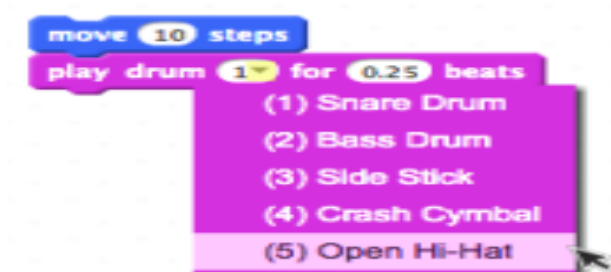 move 10 steps
play drum 1 for 0.25 beats
(1) Snare Drum
(2) Bass Drum
(3) Side Stick
(4) Crash Cymbal
(5) Open Hi-Hat